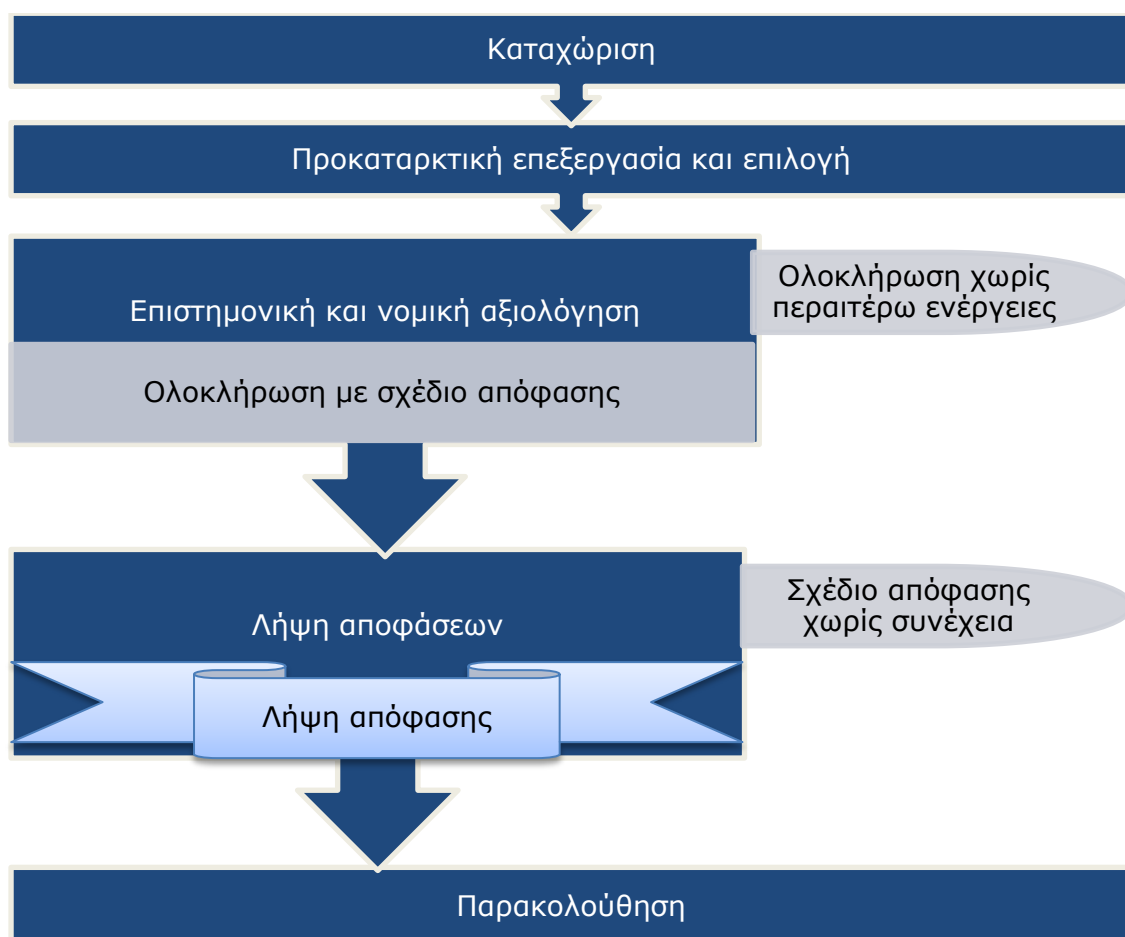 Καταχώριση
Προκαταρκτική επεξεργασία και επιλογή
Επιστημονική και νομική αξιολόγηση
Ολοκλήρωση χωρίς
περαιτέρω ενέργειες
Ολοκλήρωση με σχέδιο απόφασης
Λήψη αποφάσεων
Σχέδιο απόφασης
χωρίς συνέχεια
Λήψη απόφασης
Παρακολούθηση